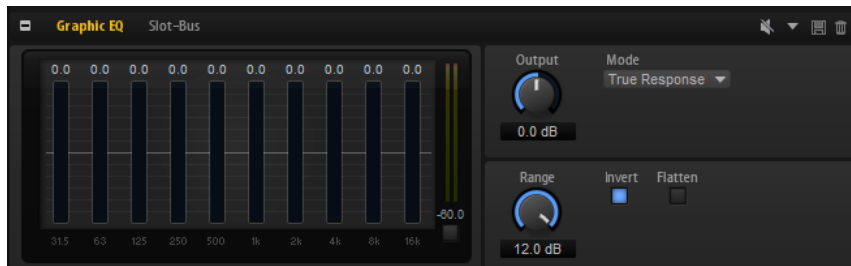 Graphic EQ Slot-Bus
0.0 0.0 0.0 0.0 0.0 0.0 0.0 0.0 0.0 0.0
-60.0
31.5 63 125 250 500 1k 2k 4k 8k 16k
Output Mode
True Response
0.0 dB
Range Invert Flatten
12.0 dB